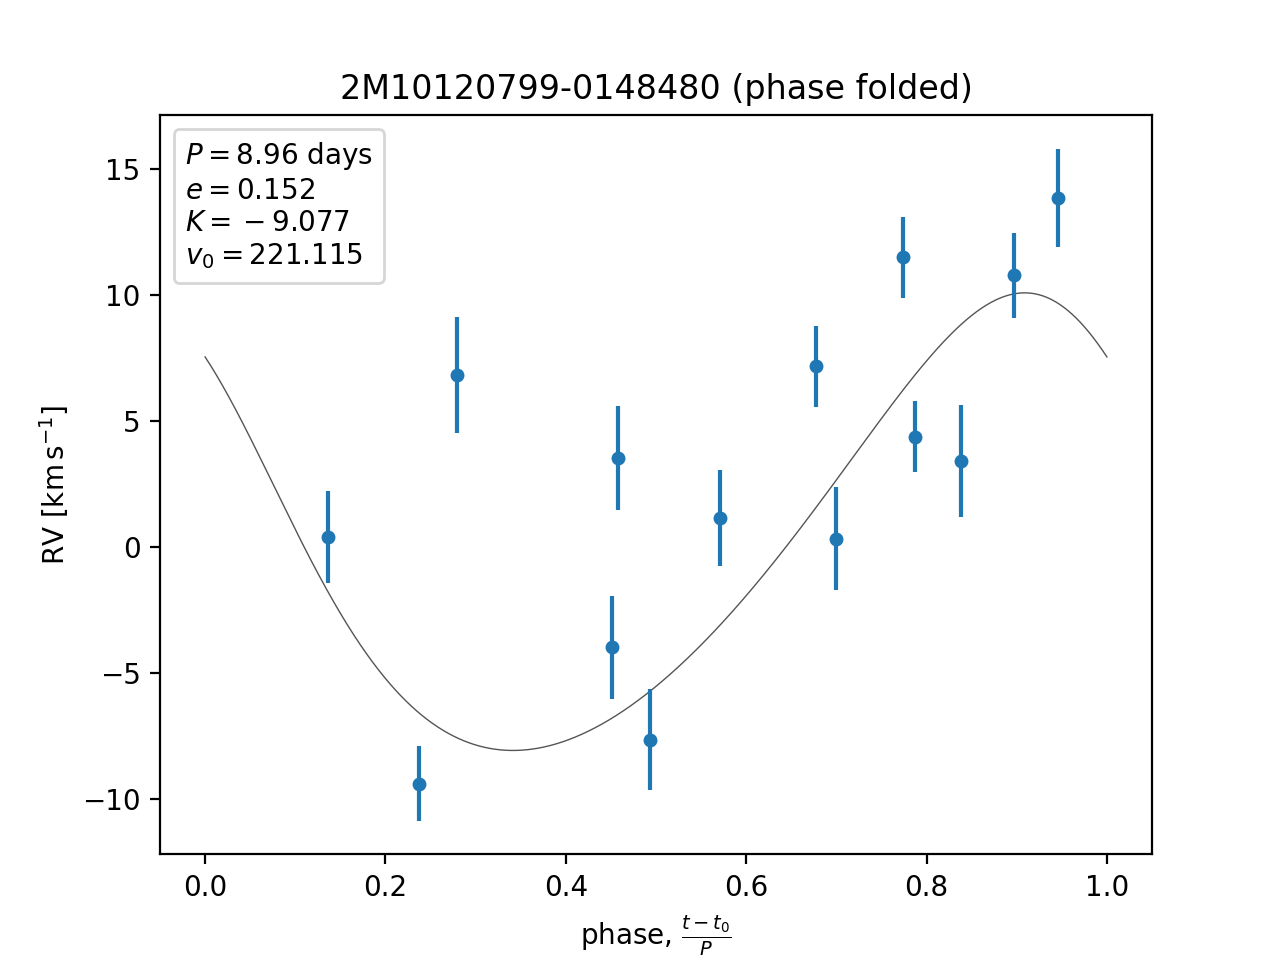 2M10120799-0148480 (phase folded)
P = 8.96 days
e = 0.152
K = −9.077
v₀ = 221.115
15
10
5
0
−5
−10
RV [km s⁻¹]
0.0 0.2 0.4 0.6 0.8 1.0
phase, (t − t₀)/P